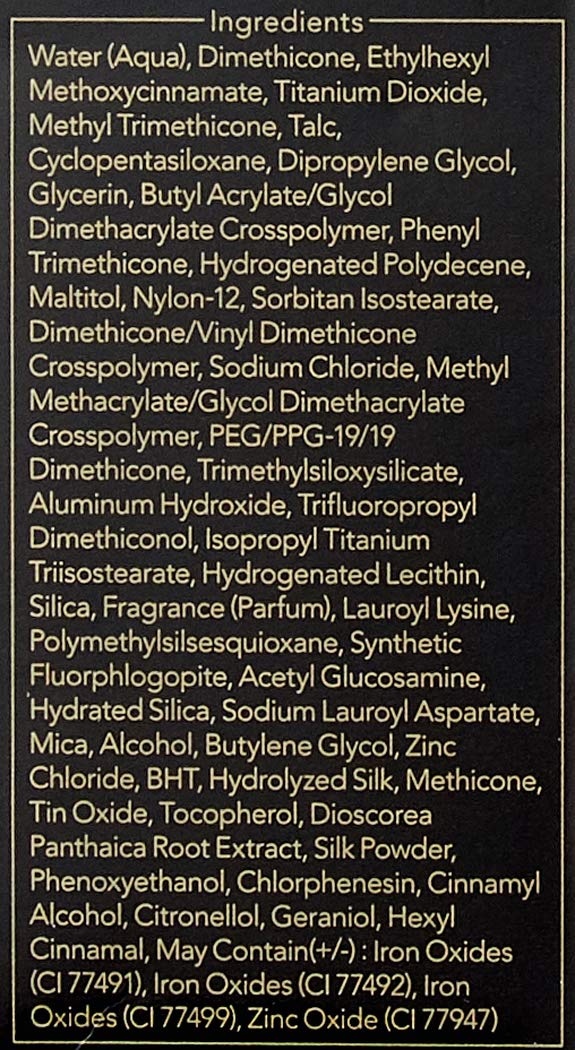 Ingredients
Water (Aqua), Dimethicone, Ethylhexyl
Methoxycinnamate, Titanium Dioxide,
Methyl Trimethicone, Talc,
Cyclopentasiloxane, Dipropylene Glycol,
Glycerin, Butyl Acrylate/Glycol
Dimethacrylate Crosspolymer, Phenyl
Trimethicone, Hydrogenated Polydecene,
Maltitol, Nylon-12, Sorbitan Isostearate,
Dimethicone/Vinyl Dimethicone
Crosspolymer, Sodium Chloride, Methyl
Methacrylate/Glycol Dimethacrylate
Crosspolymer, PEG/PPG-19/19
Dimethicone, Trimethylsiloxysilicate,
Aluminum Hydroxide, Trifluoropropyl
Dimethiconol, Isopropyl Titanium
Triisostearate, Hydrogenated Lecithin,
Silica, Fragrance (Parfum), Lauroyl Lysine,
Polymethylsilsesquioxane, Synthetic
Fluorphlogopite, Acetyl Glucosamine,
Hydrated Silica, Sodium Lauroyl Aspartate,
Mica, Alcohol, Butylene Glycol, Zinc
Chloride, BHT, Hydrolyzed Silk, Methicone,
Tin Oxide, Tocopherol, Dioscorea
Panthaica Root Extract, Silk Powder,
Phenoxyethanol, Chlorphenesin, Cinnamyl
Alcohol, Citronellol, Geraniol, Hexyl
Cinnamal, May Contain(+/-) : Iron Oxides
(CI 77491), Iron Oxides (CI 77492), Iron
Oxides (CI 77499), Zinc Oxide (CI 77947)